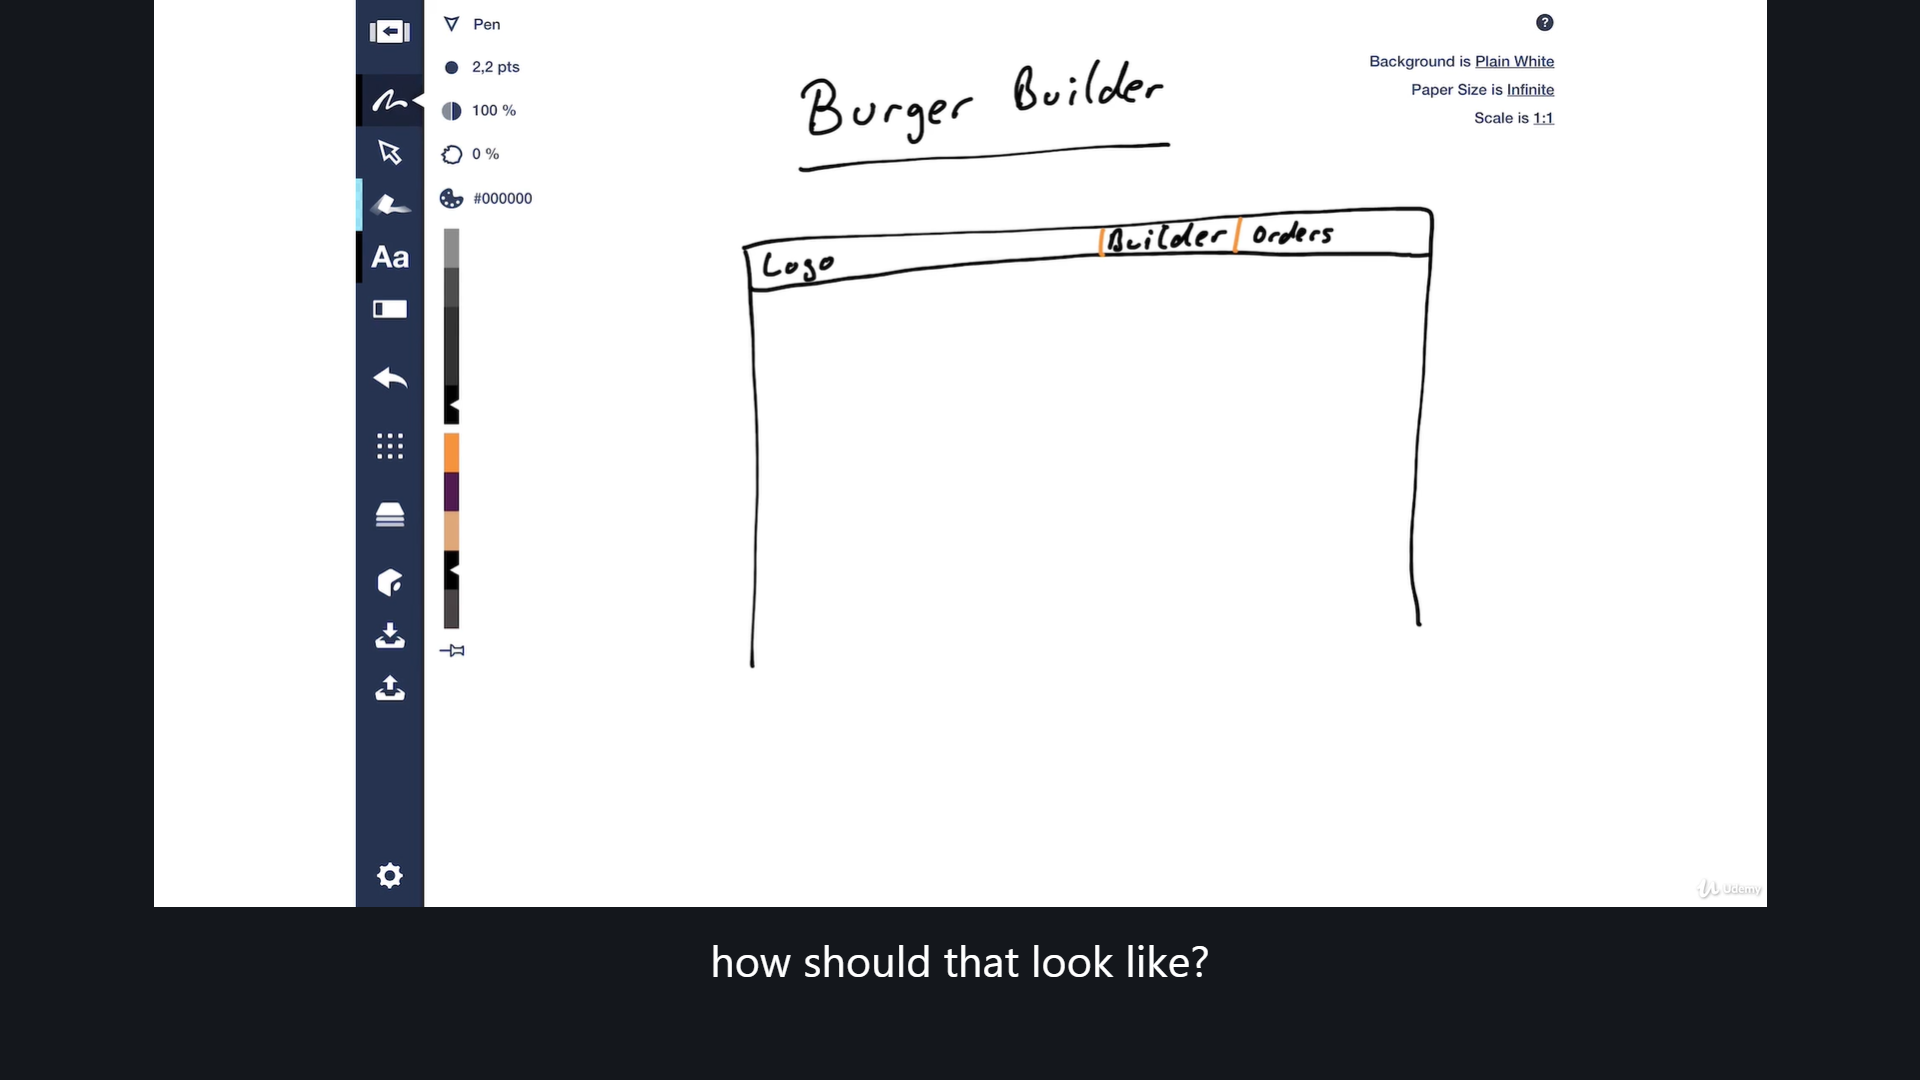 Pen
2,2 pts
100 %
0 %
#000000
Aa
?
Background is Plain White
Paper Size is Infinite
Scale is 1:1
Burger Builder
Logo
Builder
Orders
Udemy
how should that look like?